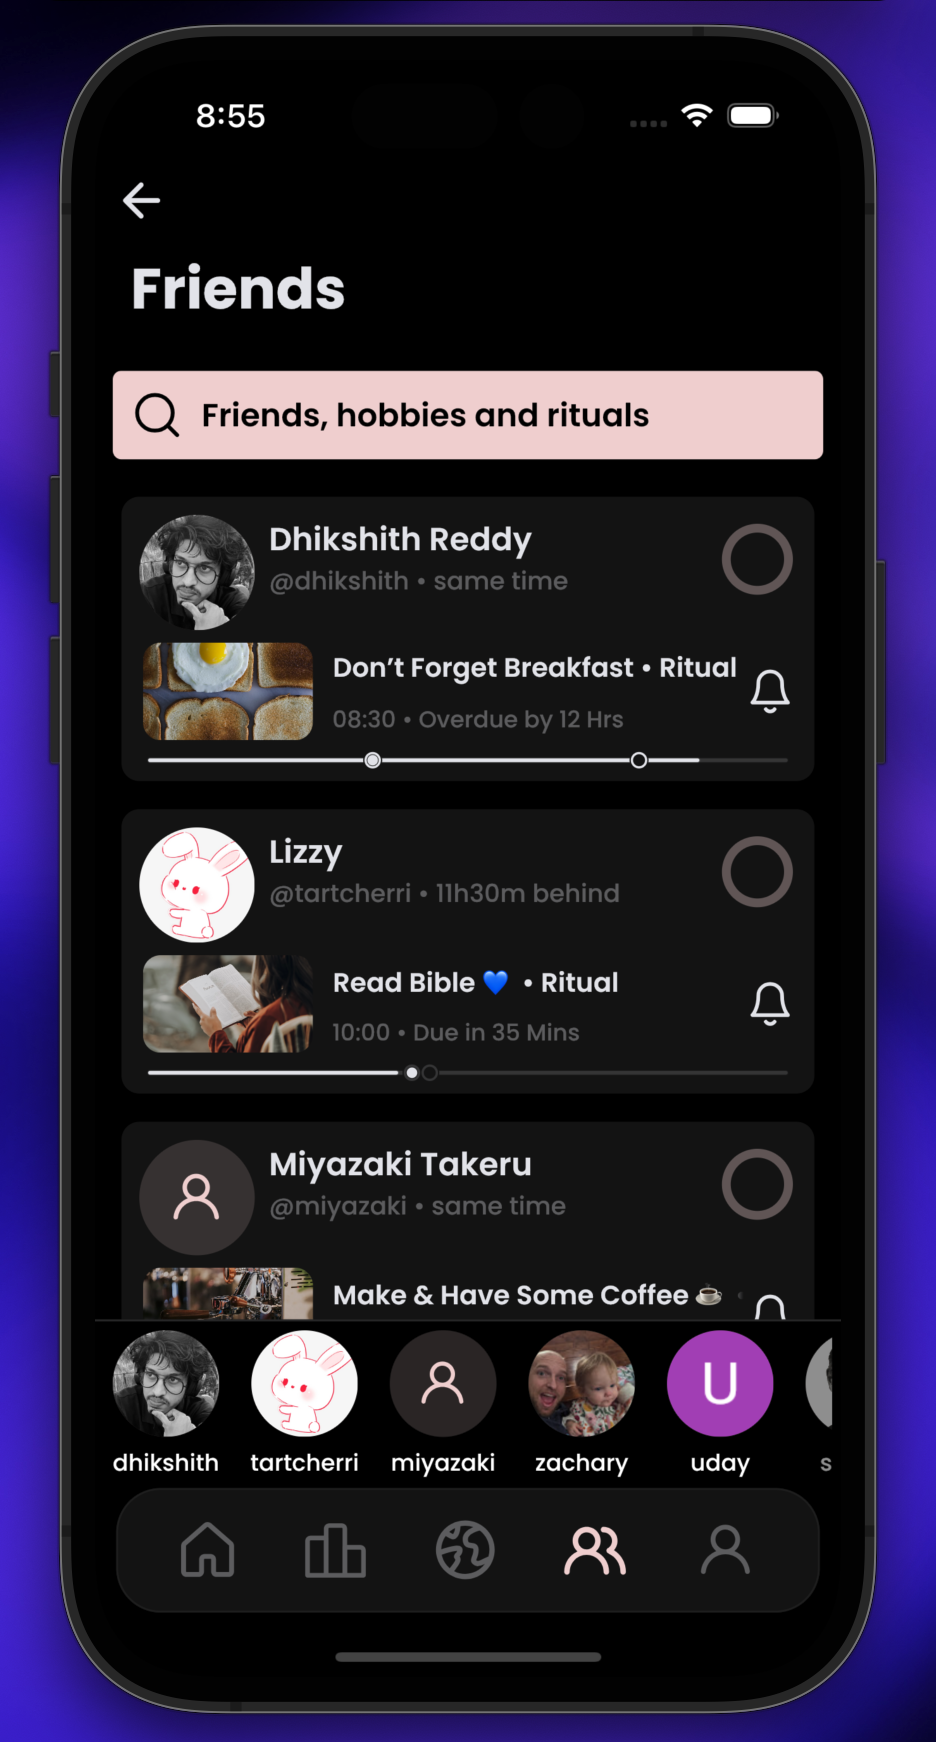 8:55
Friends
Friends, hobbies and rituals
Dhikshith Reddy
@dhikshith • same time
Don’t Forget Breakfast • Ritual
08:30 • Overdue by 12 Hrs
Lizzy
@tartcherri • 11h30m behind
Read Bible 💙 • Ritual
10:00 • Due in 35 Mins
Miyazaki Takeru
@miyazaki • same time
Make & Have Some Coffee ☕ •
dhikshith
tartcherri
miyazaki
zachary
U
uday
s